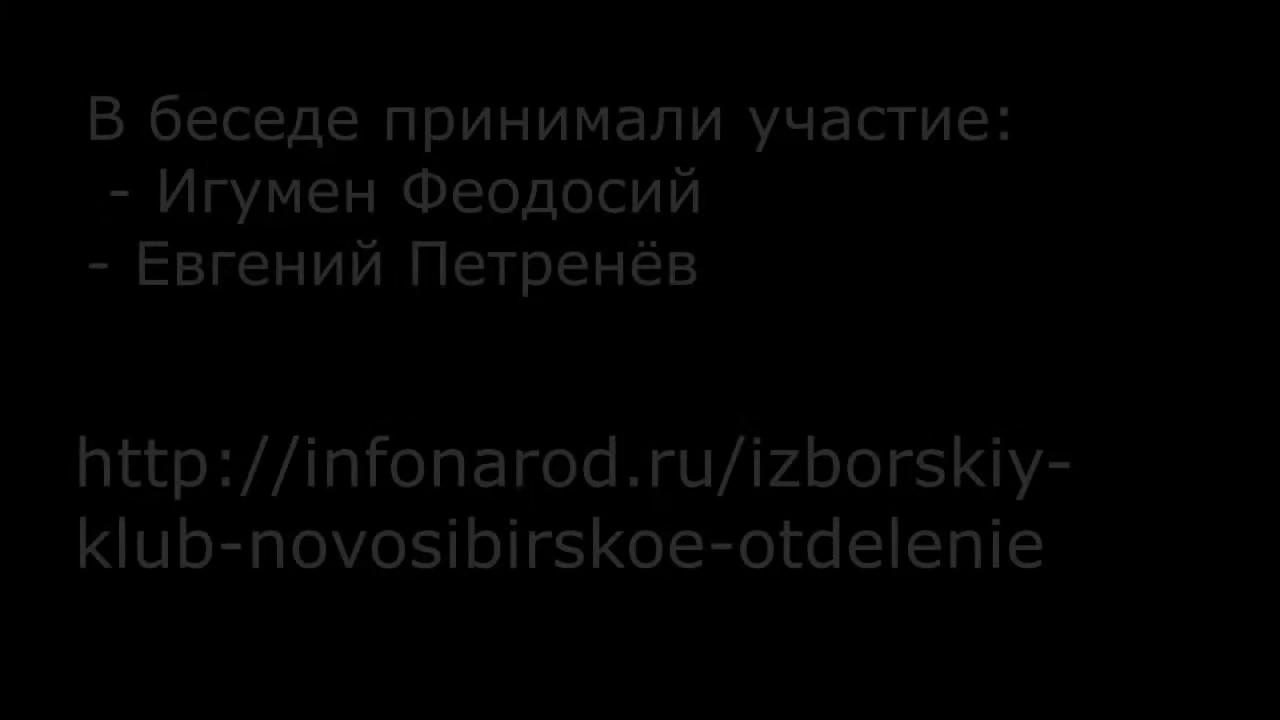 В беседе принимали участие:
- Игумен Феодосий
- Евгений Петренёв
http://infonarod.ru/izborskiy-
klub-novosibirskoe-otdelenie